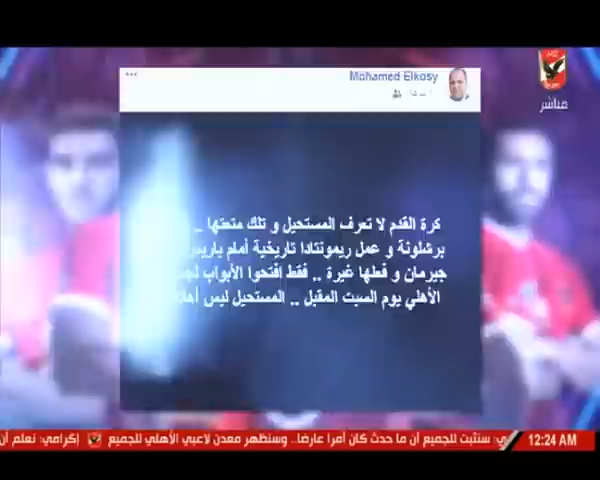 Mohamed Elkosy
مباشر
كرة القدم لا تعرف المستحيل و تلك متعتها ..
برشلونة و عمل ريمونتادا تاريخية أمام باريس
جيرمان و فعلها غيرة .. فقط افتحوا الأبواب
الأهلي يوم السبت المقبل .. المستحيل ليس
ي: سنثبت للجميع أن ما حدث كان أمرا عارضا.. وسنظهر معدن لاعبي الأهلي للجميع إكرامي: نعلم أن
12:24 AM